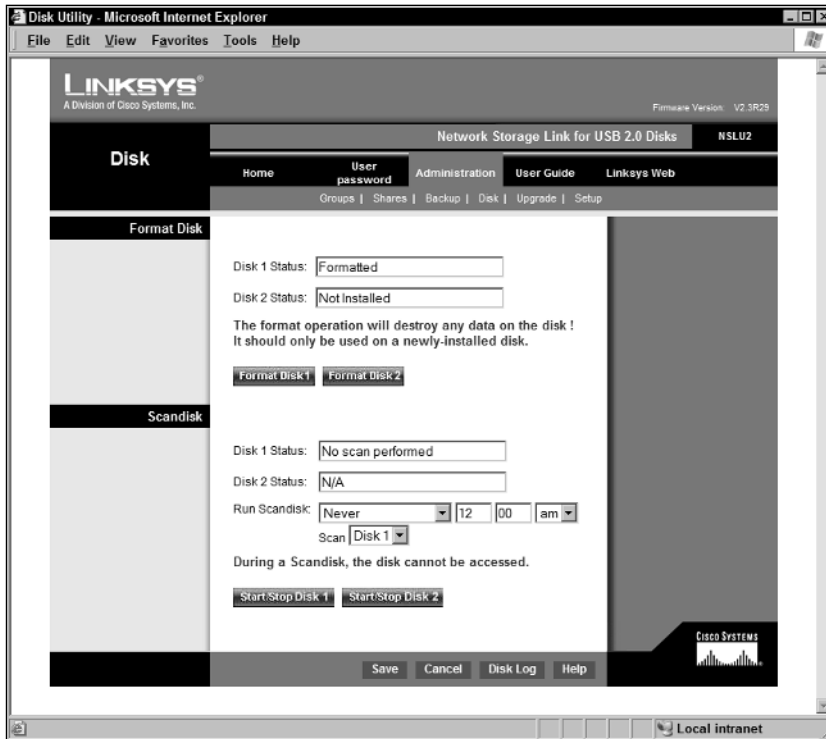 Disk Utility - Microsoft Internet Explorer
File Edit View Favorites Tools Help
LINKSYS®
A Division of Cisco Systems, Inc.
Firmware Version: V2.3R29
Network Storage Link for USB 2.0 Disks NSLU2
Disk
Home User password Administration User Guide Linksys Web
Groups | Shares | Backup | Disk | Upgrade | Setup
Format Disk
Disk 1 Status: Formatted
Disk 2 Status: Not Installed
The format operation will destroy any data on the disk !
It should only be used on a newly-installed disk.
Format Disk 1 Format Disk 2
Scandisk
Disk 1 Status: No scan performed
Disk 2 Status: N/A
Run Scandisk: Never 12 00 am
Scan Disk 1
During a Scandisk, the disk cannot be accessed.
Start/Stop Disk 1 Start/Stop Disk 2
CISCO SYSTEMS
Save Cancel Disk Log Help
Local intranet